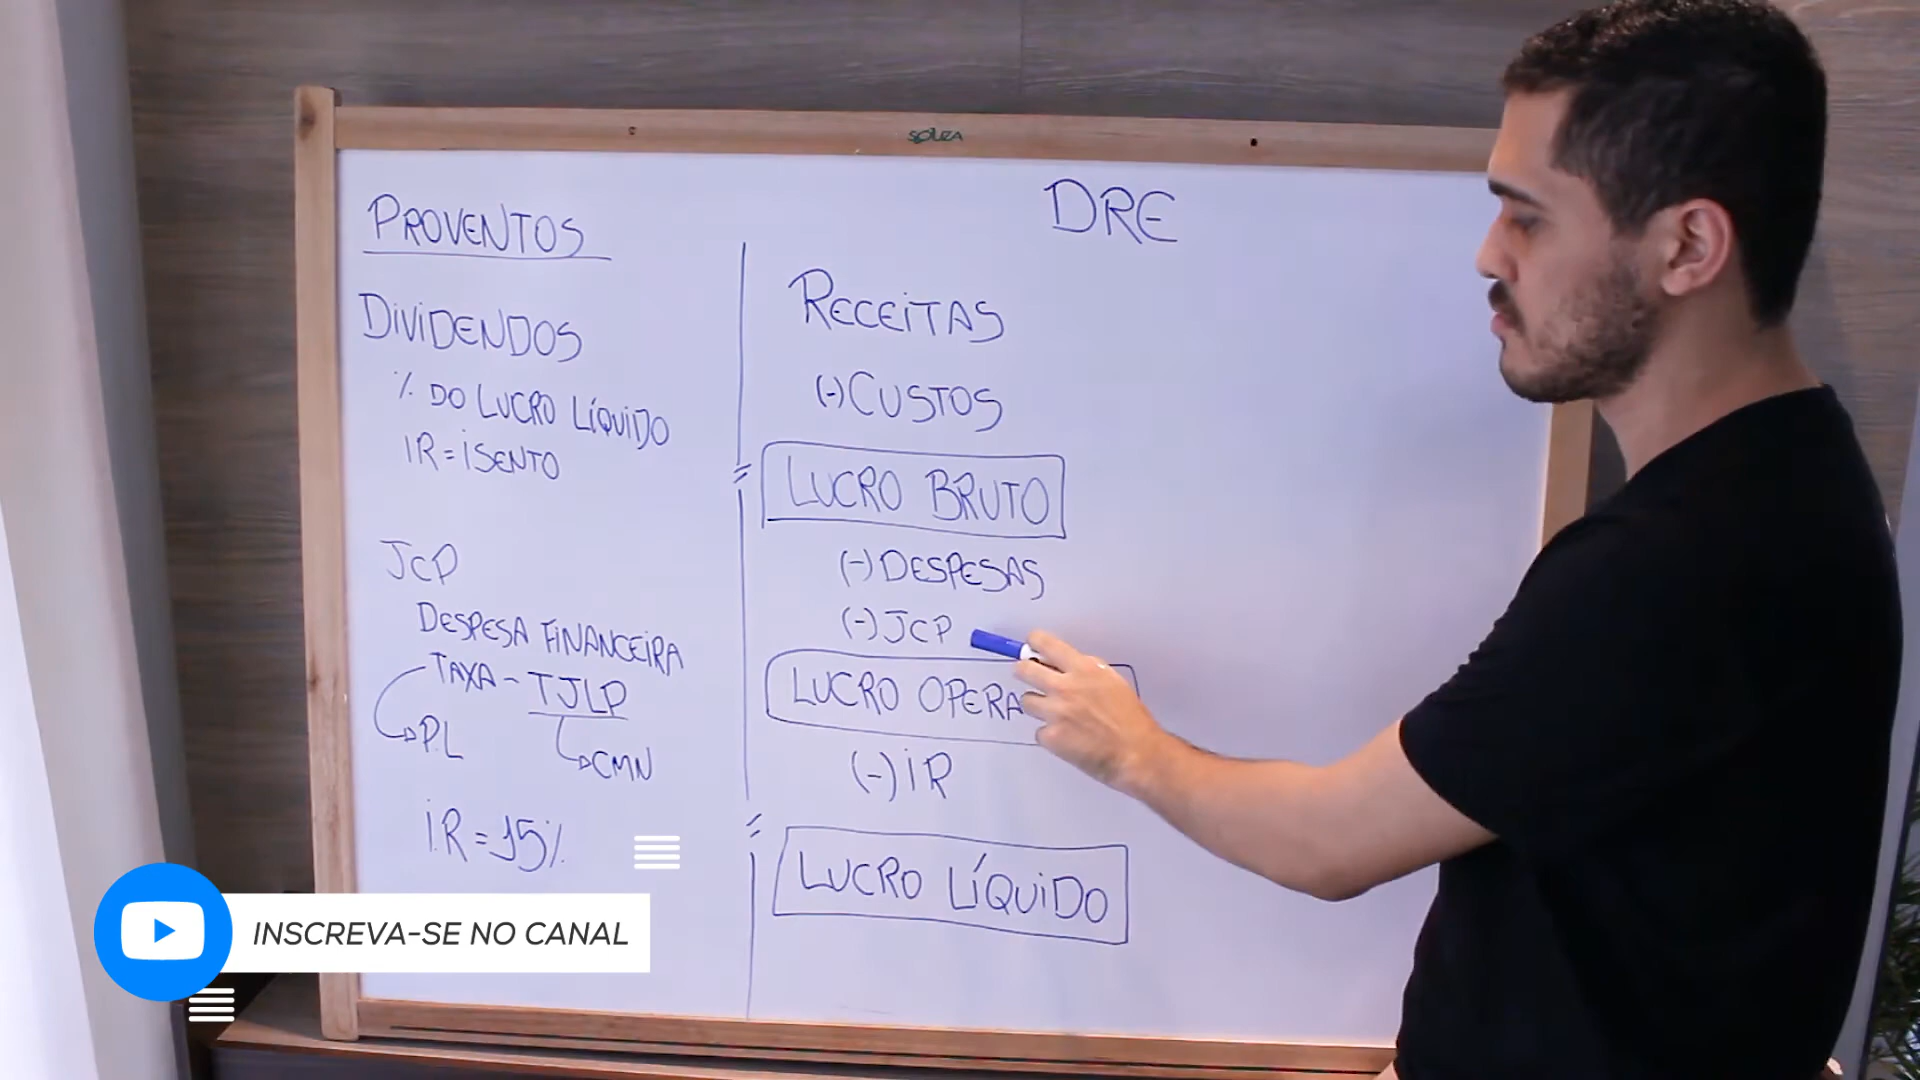 SOUZA
PROVENTOS
DIVIDENDOS
% DO LUCRO LÍQUIDO
IR = ISENTO
JCP
DESPESA FINANCEIRA
TAXA - TJLP
PL
CMN
IR = 15%
DRE
RECEITAS
(-) CUSTOS
LUCRO BRUTO
(-) DESPESAS
(-) JCP
LUCRO OPERA
(-) IR
LUCRO LÍQUIDO
INSCREVA-SE NO CANAL